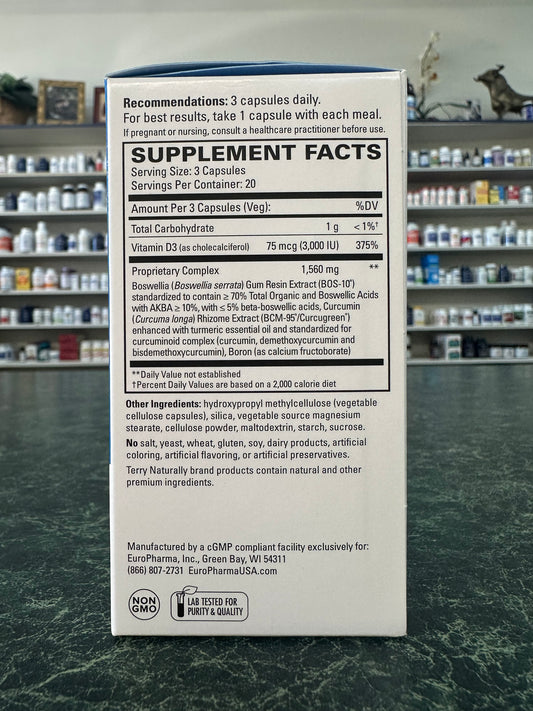 Recommendations: 3 capsules daily.
For best results, take 1 capsule with each meal.
If pregnant or nursing, consult a healthcare practitioner before use.
SUPPLEMENT FACTS
Serving Size: 3 Capsules
Servings Per Container: 20
Amount Per 3 Capsules (Veg): %DV
Total Carbohydrate 1 g <1%†
Vitamin D3 (as cholecalciferol) 75 mcg (3,000 IU) 375%
Proprietary Complex 1,560 mg **
Boswellia (Boswellia serrata) Gum Resin Extract (BOS-10®)
standardized to contain ≥ 70% Total Organic and Boswellic Acids
with AKBA ≥ 10%, with ≤ 5% beta-boswellic acids, Curcumin
(Curcuma longa) Rhizome Extract (BCM-95®/Curcugreen®)
enhanced with turmeric essential oil and standardized for
curcuminoid complex (curcumin, demethoxycurcumin and
bisdemethoxycurcumin), Boron (as calcium fructoborate)
**Daily Value not established
†Percent Daily Values are based on a 2,000 calorie diet
Other Ingredients: hydroxypropyl methylcellulose (vegetable
cellulose capsules), silica, vegetable source magnesium
stearate, cellulose powder, maltodextrin, starch, sucrose.
No salt, yeast, wheat, gluten, soy, dairy products, artificial
coloring, artificial flavoring, or artificial preservatives.
Terry Naturally brand products contain natural and other
premium ingredients.
Manufactured by a cGMP compliant facility exclusively for:
EuroPharma, Inc., Green Bay, WI 54311
(866) 807-2731 EuroPharmaUSA.com
NON
GMO
LAB TESTED FOR
PURITY & QUALITY